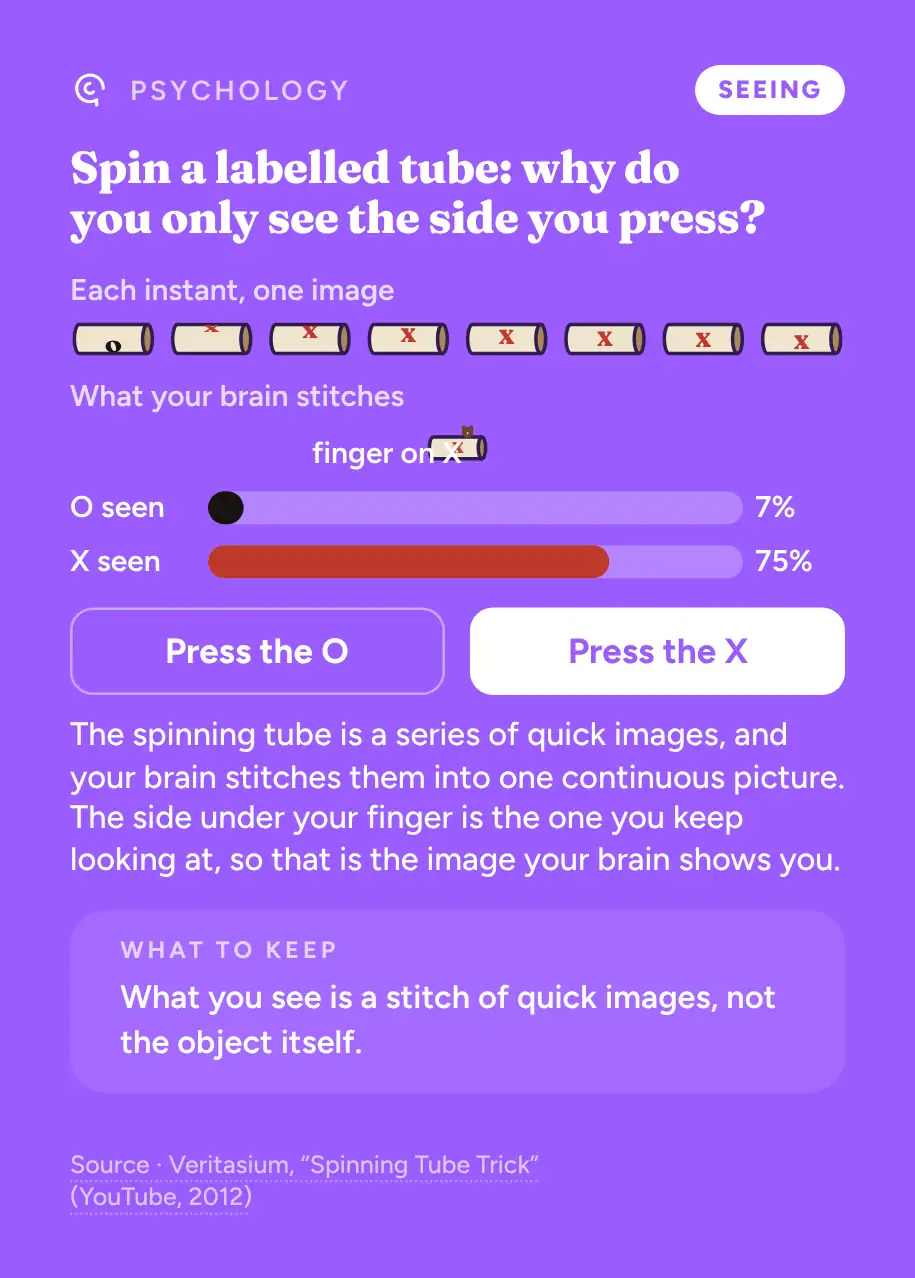 PSYCHOLOGY
SEEING
Spin a labelled tube: why do
you only see the side you press?
Each instant, one image
O X X X X X X X
What your brain stitches
finger on X
X
O seen 7%
X seen 75%
Press the O
Press the X
The spinning tube is a series of quick images, and
your brain stitches them into one continuous picture.
The side under your finger is the one you keep
looking at, so that is the image your brain shows you.
WHAT TO KEEP
What you see is a stitch of quick images, not
the object itself.
Source · Veritasium, “Spinning Tube Trick”
(YouTube, 2012)